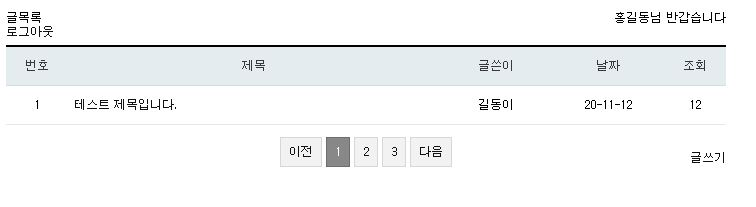 글목록 홍길동님 반갑습니다
로그아웃
번호 제목 글쓴이 날짜 조회
1 테스트 제목입니다. 길동이 20-11-12 12
이전 1 2 3 다음
글쓰기